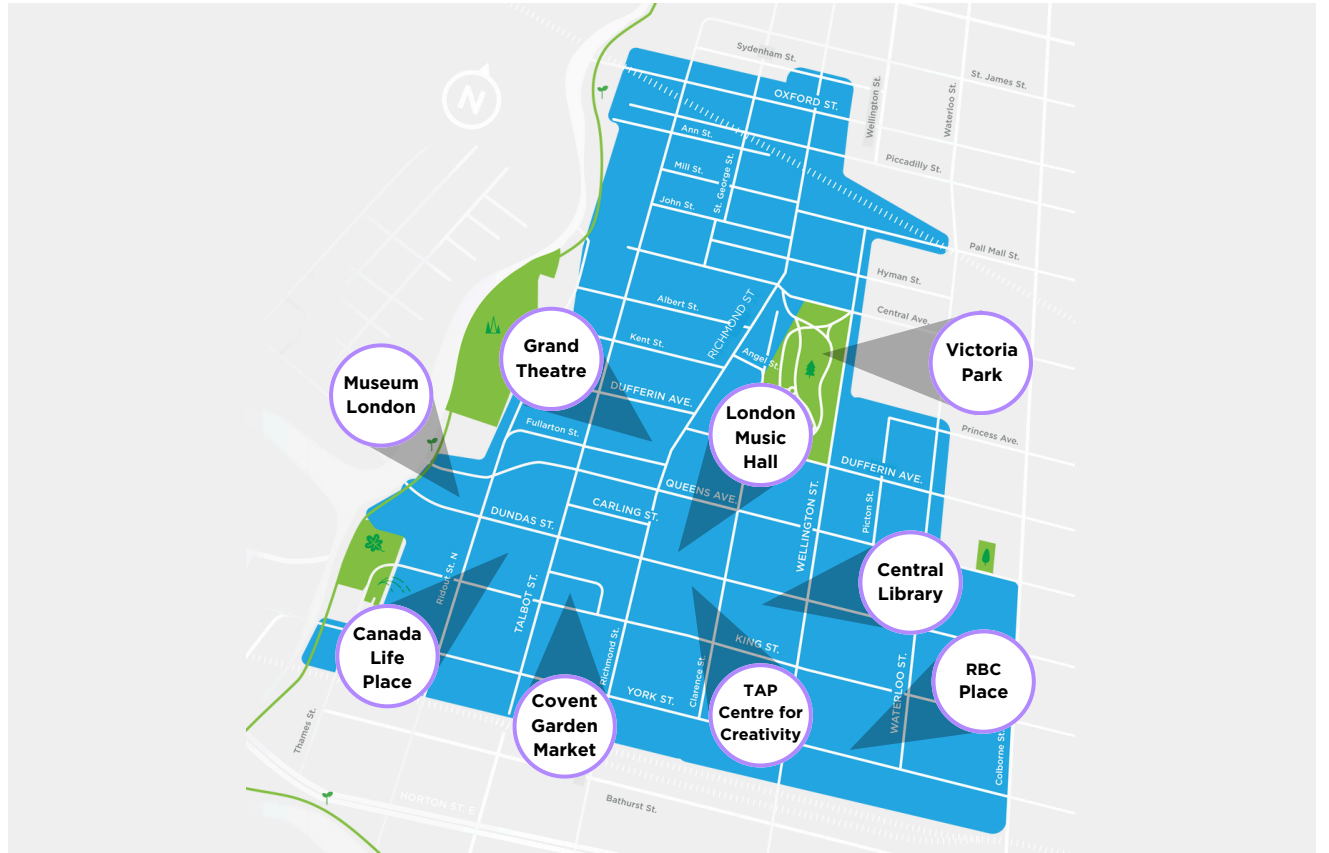 Sydenham St.
St. James St.
OXFORD ST.
Wellington St.
Waterloo St.
N
Ann St.
Piccadilly St.
Mill St.
St. George St.
John St.
Pall Mall St.
Hyman St.
Albert St.
RICHMOND ST
Central Ave.
Kent St.
Angel St.
Grand
Theatre
Victoria
Park
Museum
London
DUFFERIN AVE.
London
Music
Hall
Fullarton St.
Princess Ave.
DUFFERIN AVE.
QUEENS AVE.
CARLING ST.
DUNDAS ST.
WELLINGTON ST.
Picton St.
Central
Library
Ridout St. N
TALBOT ST.
Canada
Life
Place
Richmond St.
KING ST.
Clarence St.
WATERLOO ST.
RBC
Place
YORK ST.
Covent
Garden
Market
TAP
Centre for
Creativity
Thames St.
Colborne St.
HORTON ST. E
Bathurst St.